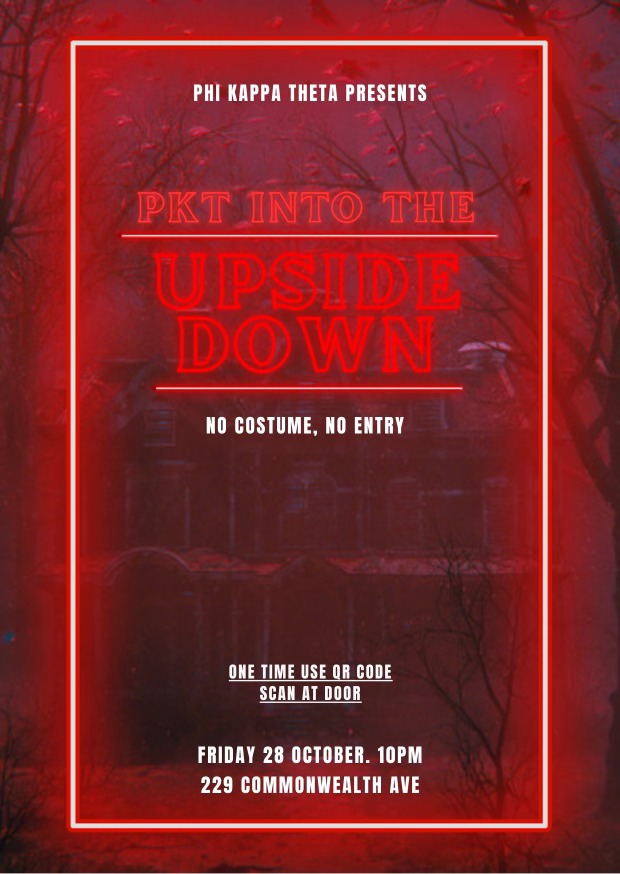 PHI KAPPA THETA PRESENTS
PKT INTO THE
UPSIDE
DOWN
NO COSTUME, NO ENTRY
ONE TIME USE QR CODE
SCAN AT DOOR
FRIDAY 28 OCTOBER. 10PM
229 COMMONWEALTH AVE